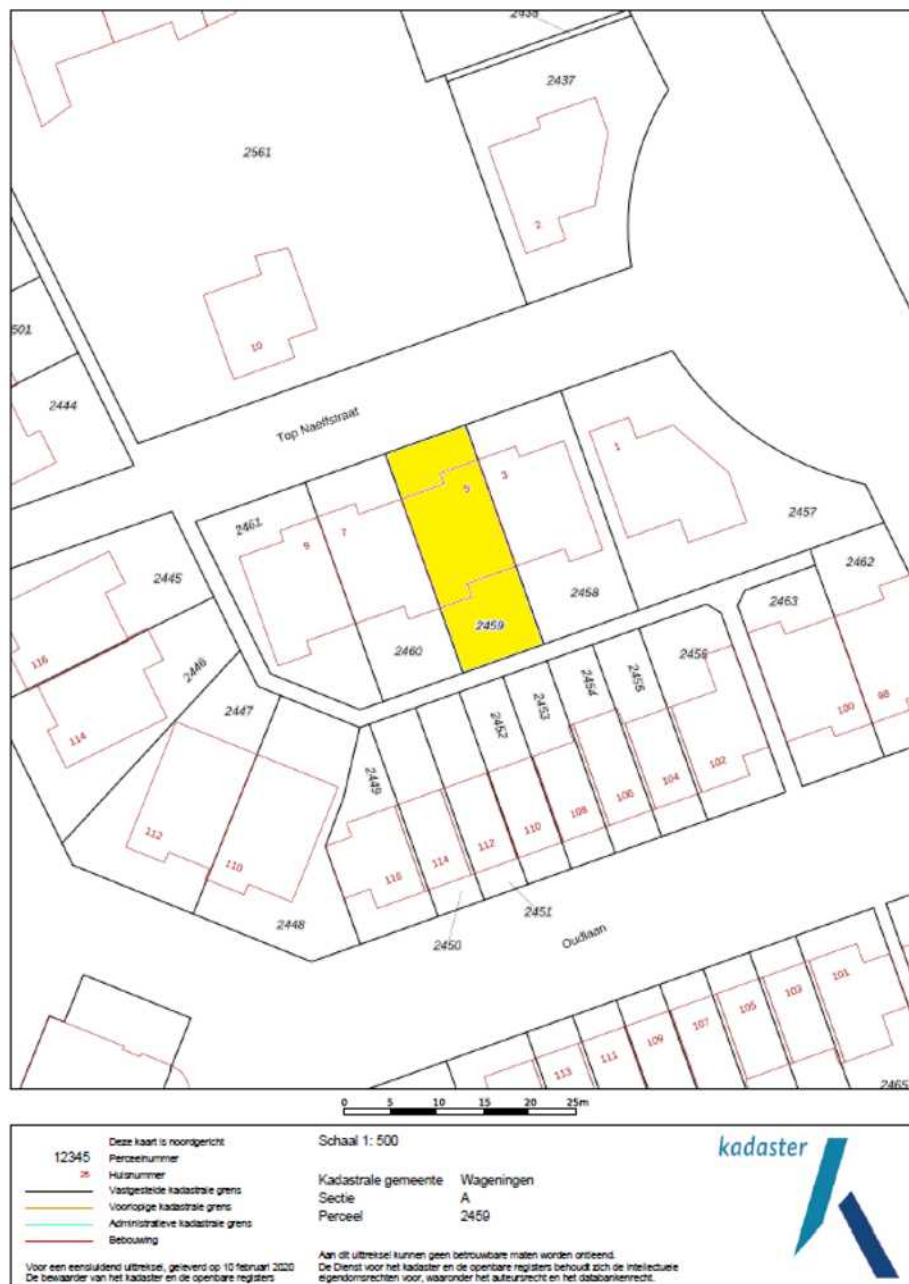 2438
2437
2561
2
10
501
2444
Top Naeffstraat
1
2461
5
3
9
7
2457
2445
2462
2458
2463
2459
2460
2456
116
2446
2454
2455
2447
2453
2452
114
100
98
2449
102
104
106
112
108
110
112
110
114
116
2448
2451
2450
Oudlaan
101
103
105
107
109
111
113
2465
0 5 10 15 20 25m
Deze kaart is noordgericht
12345 Perceelnummer
25 Huisnummer
Vastgestelde kadastrale grens
Voorlopige kadastrale grens
Administratieve kadastrale grens
Bebouwing
Voor een eensluidend uittreksel, geleverd op 10 februari 2020
De bewaarder van het kadaster en de openbare registers
Schaal 1: 500
Kadastrale gemeente Wageningen
Sectie A
Perceel 2459
Aan dit uittreksel kunnen geen betrouwbare maten worden ontleend.
De Dienst voor het kadaster en de openbare registers behoudt zich de intellectuele
eigendomsrechten voor, waaronder het auteursrecht en het databankenrecht.
kadaster